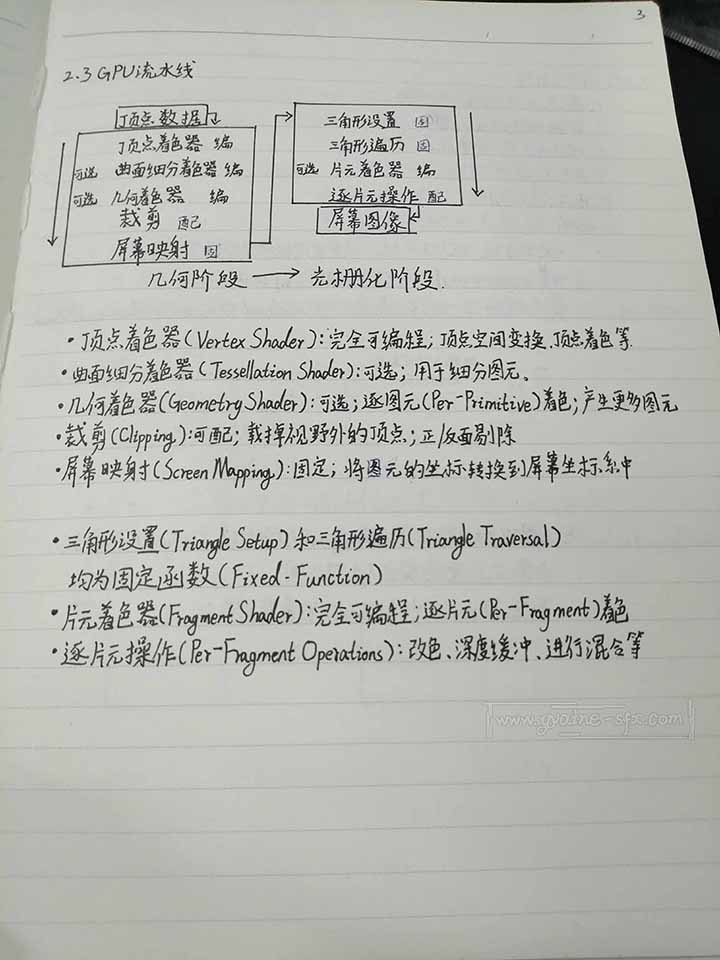 3
2.3 GPU流水线
顶点数据
顶点着色器 编
可选 曲面细分着色器 编
可选 几何着色器 编
裁剪 配
屏幕映射 固
三角形设置 固
三角形遍历 固
可选 片元着色器 编
逐片元操作 配
屏幕图像
几何阶段 → 光栅化阶段.
·顶点着色器(Vertex Shader):完全可编程;顶点空间变换、顶点着色等.
·曲面细分着色器(Tessellation Shader):可选;用于细分图元、
·几何着色器(Geometry Shader):可选;逐图元(Per-Primitive)着色;产生更多图元
·裁剪(Clipping):可配;裁掉视野外的顶点;正/反面剔除
·屏幕映射(Screen Mapping):固定;将图元的坐标转换到屏幕坐标系中
·三角形设置(Triangle Setup)和三角形遍历(Triangle Traversal)
均为固定函数(Fixed-Function)
·片元着色器(Fragment Shader):完全可编程;逐片元(Per-Fragment)着色
·逐片元操作(Per-Fragment Operations):改色、深度缓冲、进行混合等